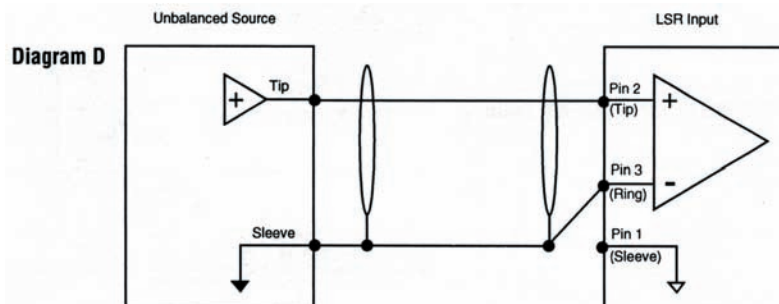 Unbalanced Source
LSR Input
Diagram D
Tip
+
Pin 2
(Tip)
+
Pin 3
(Ring)
-
Sleeve
Pin 1
(Sleeve)